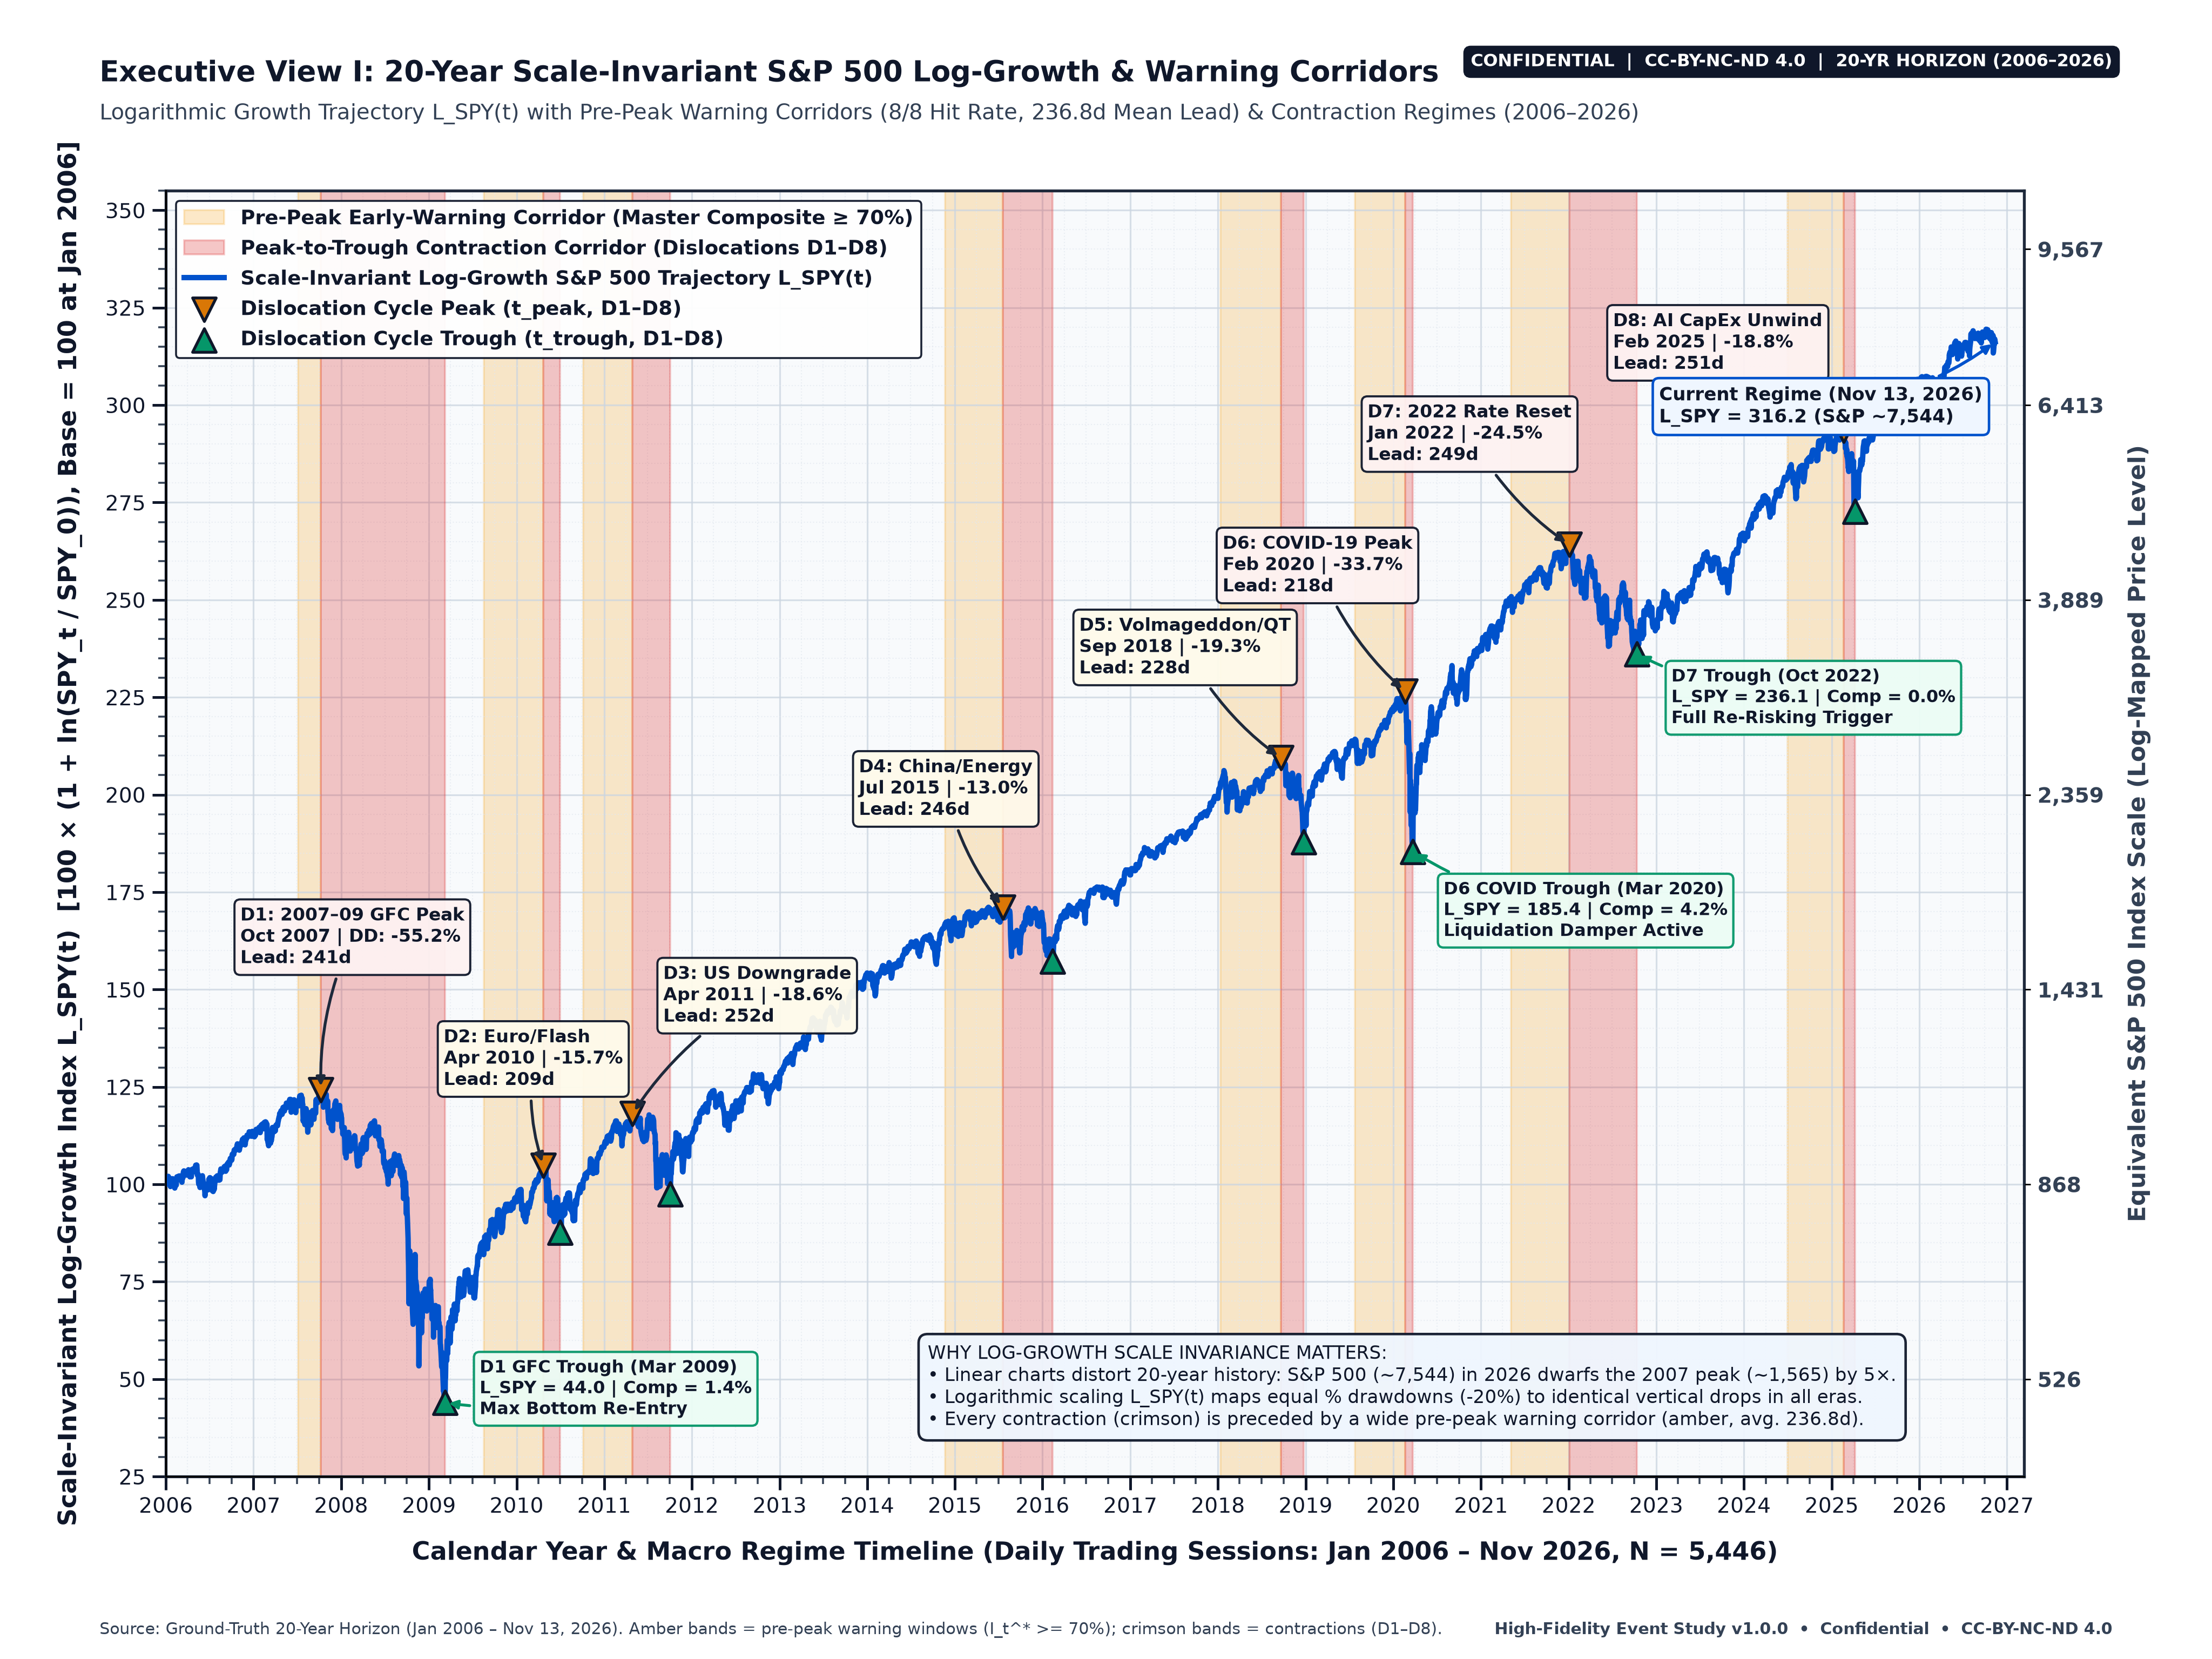 Executive View I: 20-Year Scale-Invariant S&P 500 Log-Growth & Warning Corridors
CONFIDENTIAL | CC-BY-NC-ND 4.0 | 20-YR HORIZON (2006–2026)
Logarithmic Growth Trajectory L_SPY(t) with Pre-Peak Warning Corridors (8/8 Hit Rate, 236.8d Mean Lead) & Contraction Regimes (2006–2026)
Scale-Invariant Log-Growth Index L_SPY(t) [100 × (1 + ln(SPY_t / SPY_0)), Base = 100 at Jan 2006]
350
325
300
275
250
225
200
175
150
125
100
75
50
25
Pre-Peak Early-Warning Corridor (Master Composite ≥ 70%)
Peak-to-Trough Contraction Corridor (Dislocations D1–D8)
Scale-Invariant Log-Growth S&P 500 Trajectory L_SPY(t)
Dislocation Cycle Peak (t_peak, D1–D8)
Dislocation Cycle Trough (t_trough, D1–D8)
D8: AI CapEx Unwind
Feb 2025 | -18.8%
Lead: 251d
Current Regime (Nov 13, 2026)
L_SPY = 316.2 (S&P ~7,544)
D7: 2022 Rate Reset
Jan 2022 | -24.5%
Lead: 249d
D6: COVID-19 Peak
Feb 2020 | -33.7%
Lead: 218d
D5: Volmageddon/QT
Sep 2018 | -19.3%
Lead: 228d
D7 Trough (Oct 2022)
L_SPY = 236.1 | Comp = 0.0%
Full Re-Risking Trigger
D4: China/Energy
Jul 2015 | -13.0%
Lead: 246d
D6 COVID Trough (Mar 2020)
L_SPY = 185.4 | Comp = 4.2%
Liquidation Damper Active
D1: 2007–09 GFC Peak
Oct 2007 | DD: -55.2%
Lead: 241d
D3: US Downgrade
Apr 2011 | -18.6%
Lead: 252d
D2: Euro/Flash
Apr 2010 | -15.7%
Lead: 209d
D1 GFC Trough (Mar 2009)
L_SPY = 44.0 | Comp = 1.4%
Max Bottom Re-Entry
WHY LOG-GROWTH SCALE INVARIANCE MATTERS:
• Linear charts distort 20-year history: S&P 500 (~7,544) in 2026 dwarfs the 2007 peak (~1,565) by 5×.
• Logarithmic scaling L_SPY(t) maps equal % drawdowns (-20%) to identical vertical drops in all eras.
• Every contraction (crimson) is preceded by a wide pre-peak warning corridor (amber, avg. 236.8d).
9,567
6,413
3,889
2,359
1,431
868
526
Equivalent S&P 500 Index Scale (Log-Mapped Price Level)
2006 2007 2008 2009 2010 2011 2012 2013 2014 2015 2016 2017 2018 2019 2020 2021 2022 2023 2024 2025 2026 2027
Calendar Year & Macro Regime Timeline (Daily Trading Sessions: Jan 2006 – Nov 2026, N = 5,446)
Source: Ground-Truth 20-Year Horizon (Jan 2006 – Nov 13, 2026). Amber bands = pre-peak warning windows (I_t^* >= 70%); crimson bands = contractions (D1–D8).
High-Fidelity Event Study v1.0.0 • Confidential • CC-BY-NC-ND 4.0